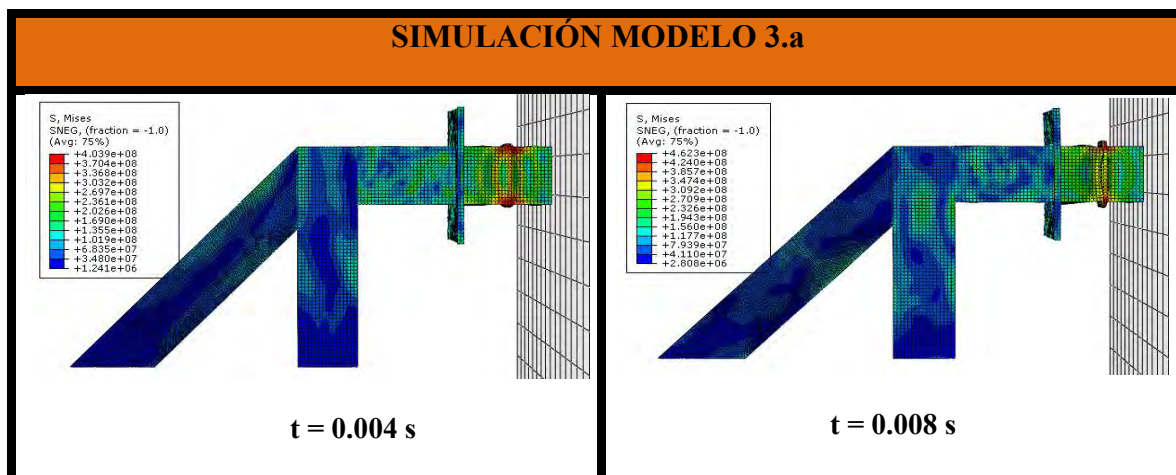 SIMULACIÓN MODELO 3.a
S, Mises
SNEG, (fraction = -1.0)
(Avg: 75%)
+4.039e+08
+3.704e+08
+3.368e+08
+3.032e+08
+2.697e+08
+2.361e+08
+2.026e+08
+1.690e+08
+1.355e+08
+1.019e+08
+6.835e+07
+3.480e+07
+1.241e+06
t = 0.004 s
S, Mises
SNEG, (fraction = -1.0)
(Avg: 75%)
+4.623e+08
+4.240e+08
+3.857e+08
+3.474e+08
+3.092e+08
+2.709e+08
+2.326e+08
+1.943e+08
+1.560e+08
+1.177e+08
+7.939e+07
+4.110e+07
+2.808e+06
t = 0.008 s